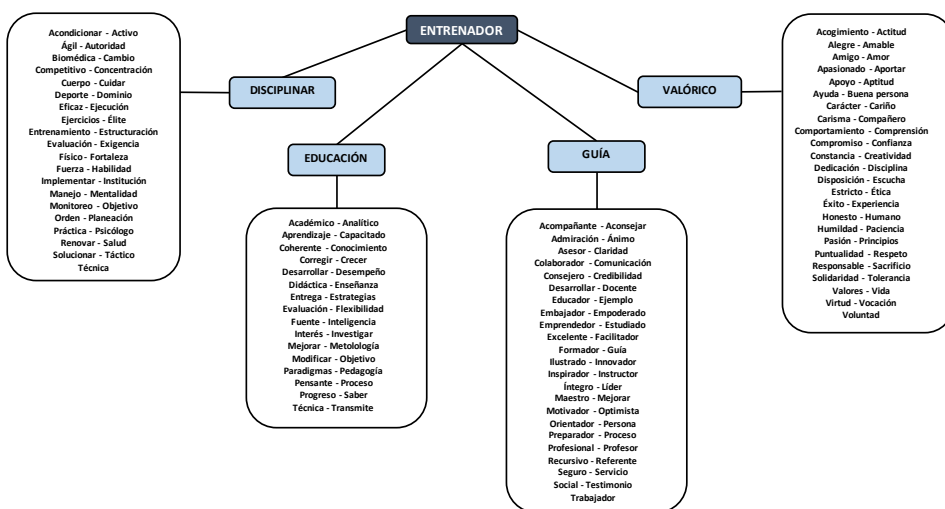 ENTRENADOR
DISCIPLINAR
Acondicionar - Activo
Ágil - Autoridad
Biomédica - Cambio
Competitivo - Concentración
Cuerpo - Cuidar
Deporte - Dominio
Eficaz - Ejecución
Ejercicios - Élite
Entrenamiento - Estructuración
Evaluación - Exigencia
Físico - Fortaleza
Fuerza - Habilidad
Implementar - Institución
Manejo - Mentalidad
Monitoreo - Objetivo
Orden - Planeación
Práctica - Psicólogo
Renovar - Salud
Solucionar - Táctico
Técnica
EDUCACIÓN
Académico - Analítico
Aprendizaje - Capacitado
Coherente - Conocimiento
Corregir - Crecer
Desarrollar - Desempeño
Didáctica - Enseñanza
Entrega - Estrategias
Evaluación - Flexibilidad
Fuente - Inteligencia
Interés - Investigar
Mejorar - Metolología
Modificar - Objetivo
Paradigmas - Pedagogía
Pensante - Proceso
Progreso - Saber
Técnica - Transmite
GUÍA
Acompañante - Aconsejar
Admiración - Ánimo
Asesor - Claridad
Colaborador - Comunicación
Consejero - Credibilidad
Desarrollar - Docente
Educador - Ejemplo
Embajador - Empoderado
Emprendedor - Estudiado
Excelente - Facilitador
Formador - Guía
Ilustrado - Innovador
Inspirador - Instructor
Íntegro - Líder
Maestro - Mejorar
Motivador - Optimista
Orientador - Persona
Preparador - Proceso
Profesional - Profesor
Recursivo - Referente
Seguro - Servicio
Social - Testimonio
Trabajador
VALÓRICO
Acogimiento - Actitud
Alegre - Amable
Amigo - Amor
Apasionado - Aportar
Apoyo - Aptitud
Ayuda - Buena persona
Carácter - Cariño
Carisma - Compañero
Comportamiento - Comprensión
Compromiso - Confianza
Constancia - Creatividad
Dedicación - Disciplina
Disposición - Escucha
Estricto - Ética
Éxito - Experiencia
Honesto - Humano
Humildad - Paciencia
Pasión - Principios
Puntualidad - Respeto
Responsable - Sacrificio
Solidaridad - Tolerancia
Valores - Vida
Virtud - Vocación
Voluntad